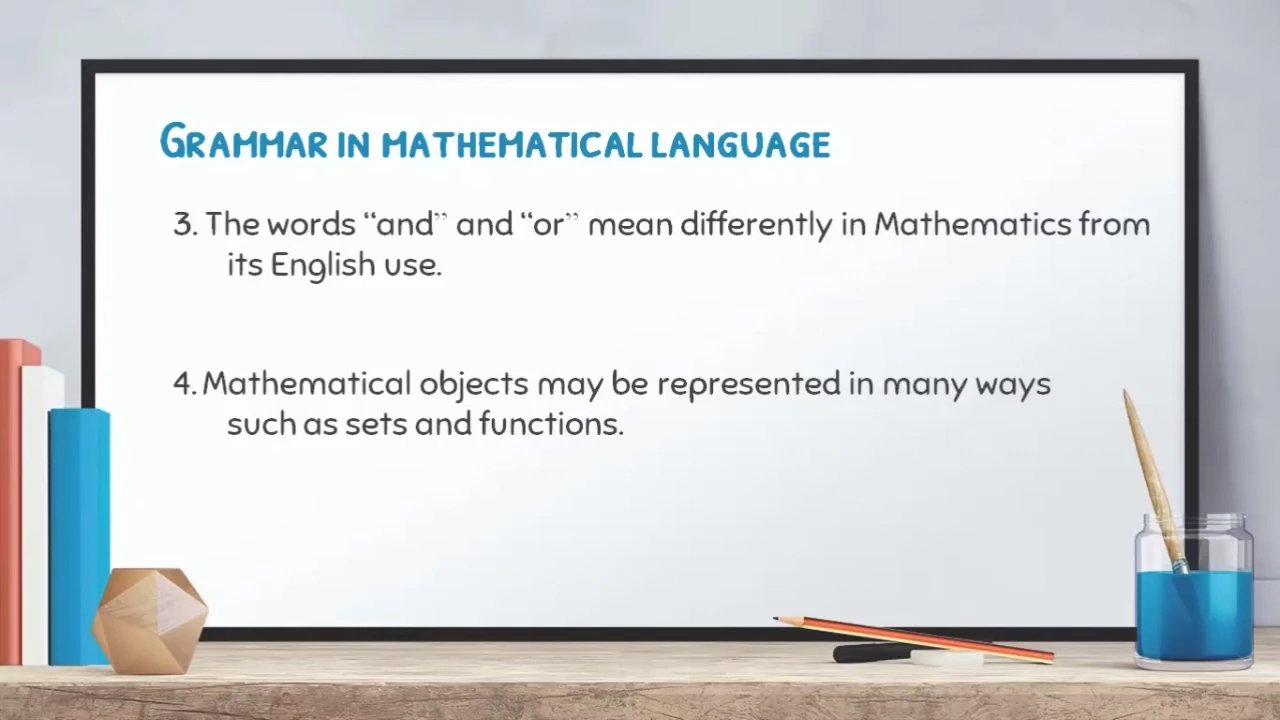 GRAMMAR IN MATHEMATICAL LANGUAGE
3. The words “and” and “or” mean differently in Mathematics from
its English use.
4. Mathematical objects may be represented in many ways
such as sets and functions.